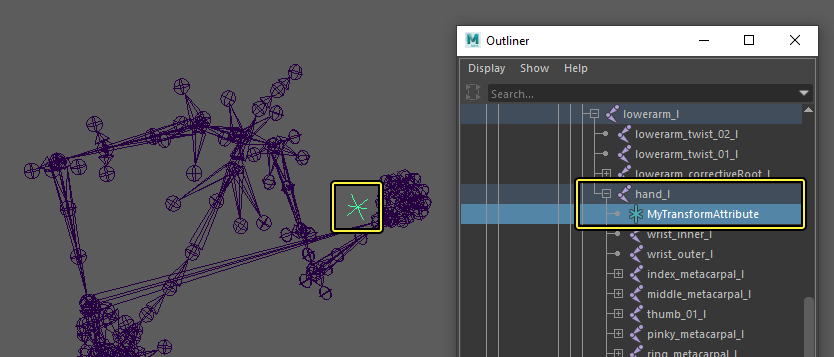 M
Outliner
Display Show Help
Search...
lowerarm_l
lowerarm_twist_02_l
lowerarm_twist_01_l
lowerarm_correctiveRoot_l
hand_l
MyTransformAttribute
wrist_inner_l
wrist_outer_l
index_metacarpal_l
middle_metacarpal_l
thumb_01_l
pinky_metacarpal_l
ring_metacarpal_l